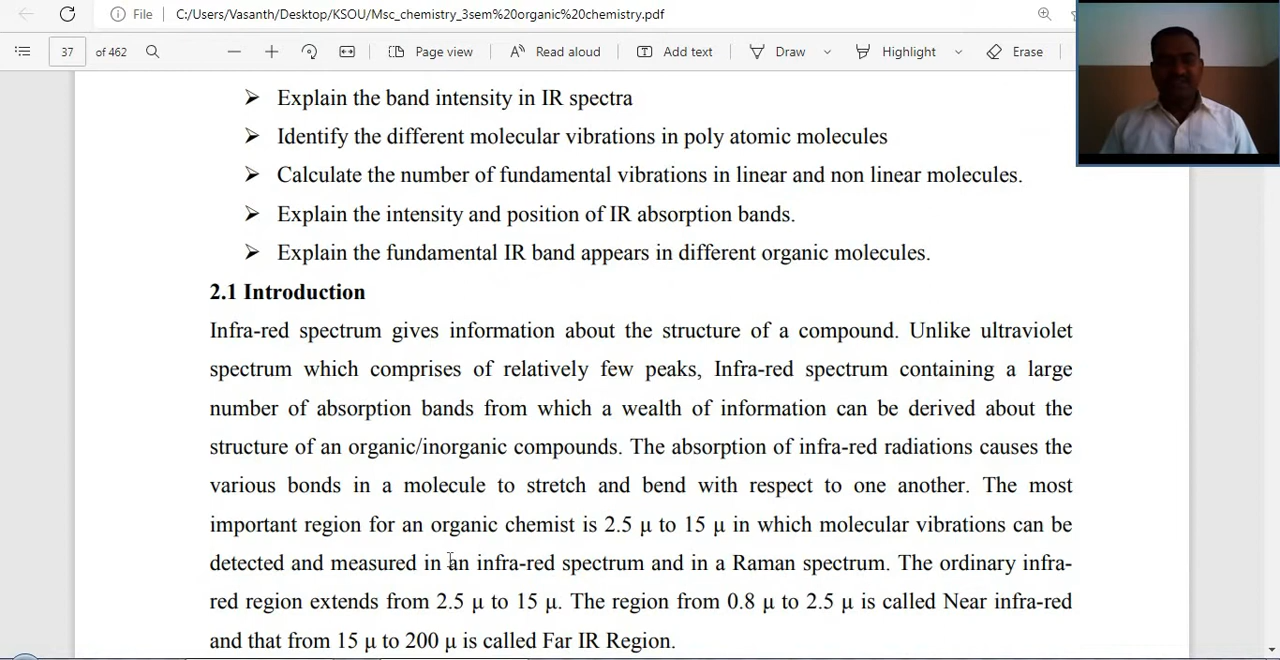 File C:/Users/Vasanth/Desktop/KSOU/Msc_chemistry_3sem%20organic%20chemistry.pdf
37 of 462 Page view Read aloud Add text Draw Highlight Erase
➢ Explain the band intensity in IR spectra
➢ Identify the different molecular vibrations in poly atomic molecules
➢ Calculate the number of fundamental vibrations in linear and non linear molecules.
➢ Explain the intensity and position of IR absorption bands.
➢ Explain the fundamental IR band appears in different organic molecules.
2.1 Introduction
Infra-red spectrum gives information about the structure of a compound. Unlike ultraviolet
spectrum which comprises of relatively few peaks, Infra-red spectrum containing a large
number of absorption bands from which a wealth of information can be derived about the
structure of an organic/inorganic compounds. The absorption of infra-red radiations causes the
various bonds in a molecule to stretch and bend with respect to one another. The most
important region for an organic chemist is 2.5 μ to 15 μ in which molecular vibrations can be
detected and measured in an infra-red spectrum and in a Raman spectrum. The ordinary infra-
red region extends from 2.5 μ to 15 μ. The region from 0.8 μ to 2.5 μ is called Near infra-red
and that from 15 μ to 200 μ is called Far IR Region.